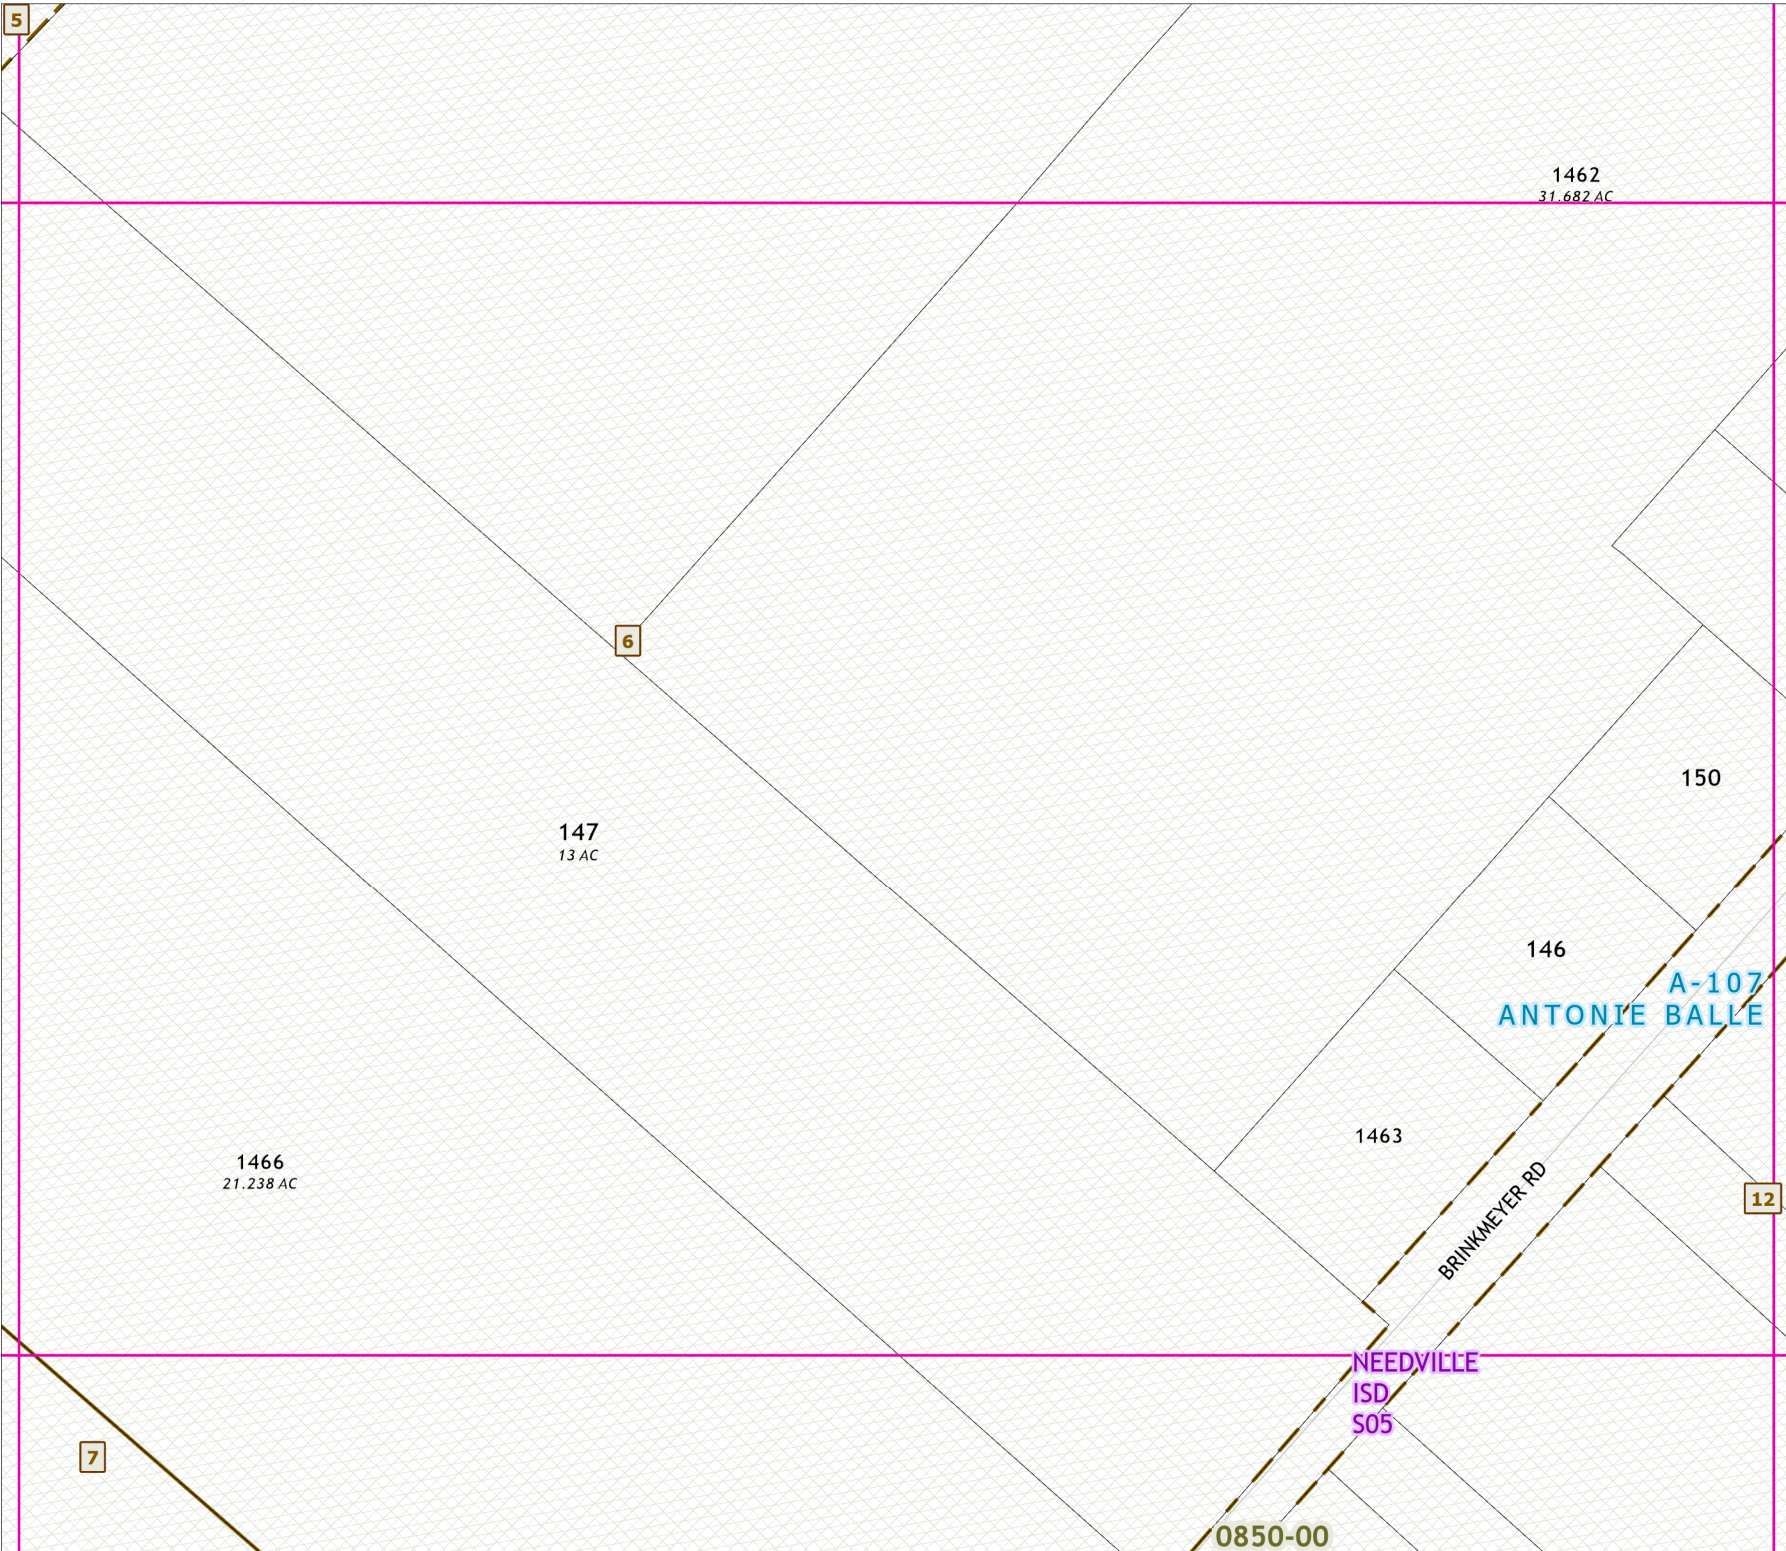 5
1462
31.682 AC
6
150
147
13 AC
146
A-107
ANTONIE BALLE
1463
1466
21.238 AC
BRINKMEYER RD
12
NEEDVILLE
ISD
S05
7
0850-00